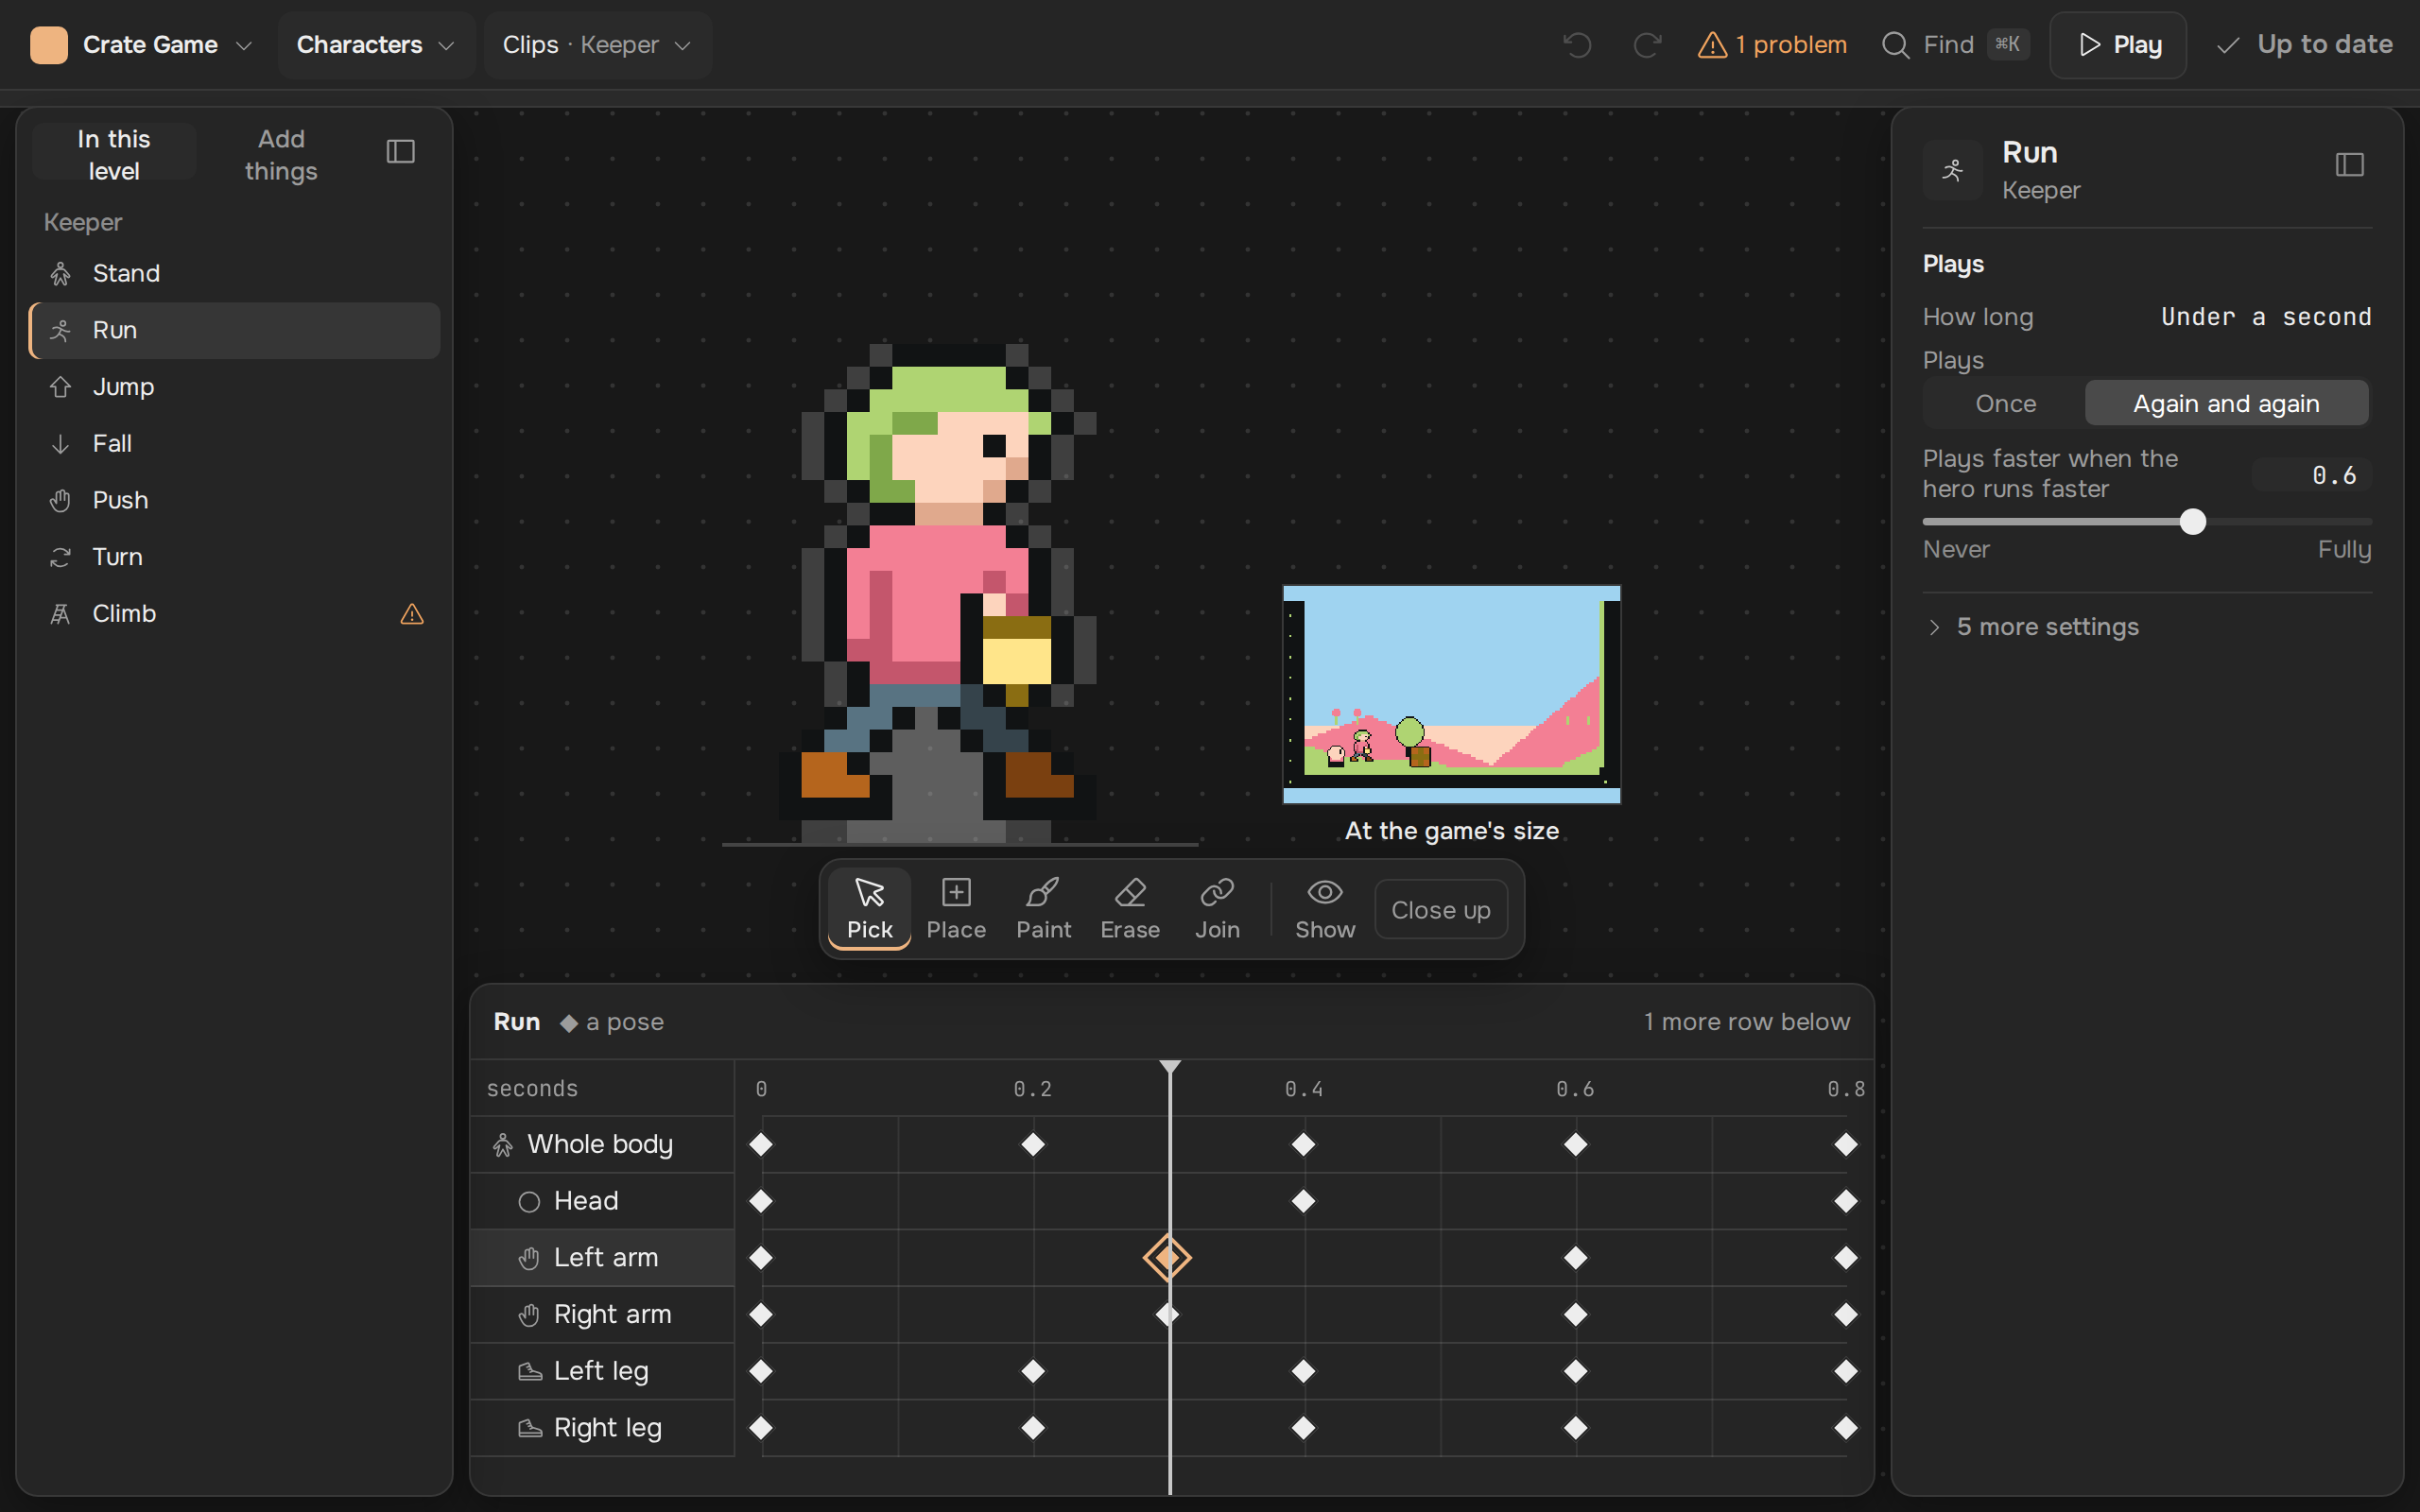 Crate Game
Characters
Clips · Keeper
1 problem
Find ⌘K
Play
Up to date
In this level
Add things
Keeper
Stand
Run
Jump
Fall
Push
Turn
Climb
At the game's size
Pick
Place
Paint
Erase
Join
Show
Close up
Run
Keeper
Plays
How long Under a second
Plays
Once
Again and again
Plays faster when the
hero runs faster
0.6
Never
Fully
5 more settings
Run ◆ a pose
1 more row below
seconds 0 0.2 0.4 0.6 0.8
Whole body
Head
Left arm
Right arm
Left leg
Right leg